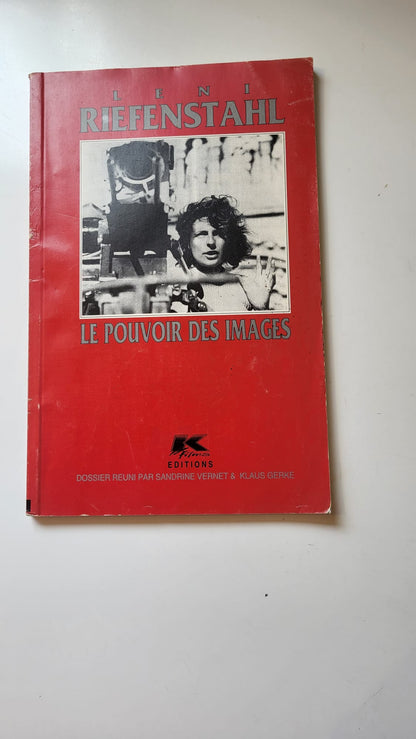 LENI
RIEFENSTAHL
LE POUVOIR DES IMAGES
K
films
EDITIONS
DOSSIER REUNI PAR SANDRINE VERNET & KLAUS GERKE